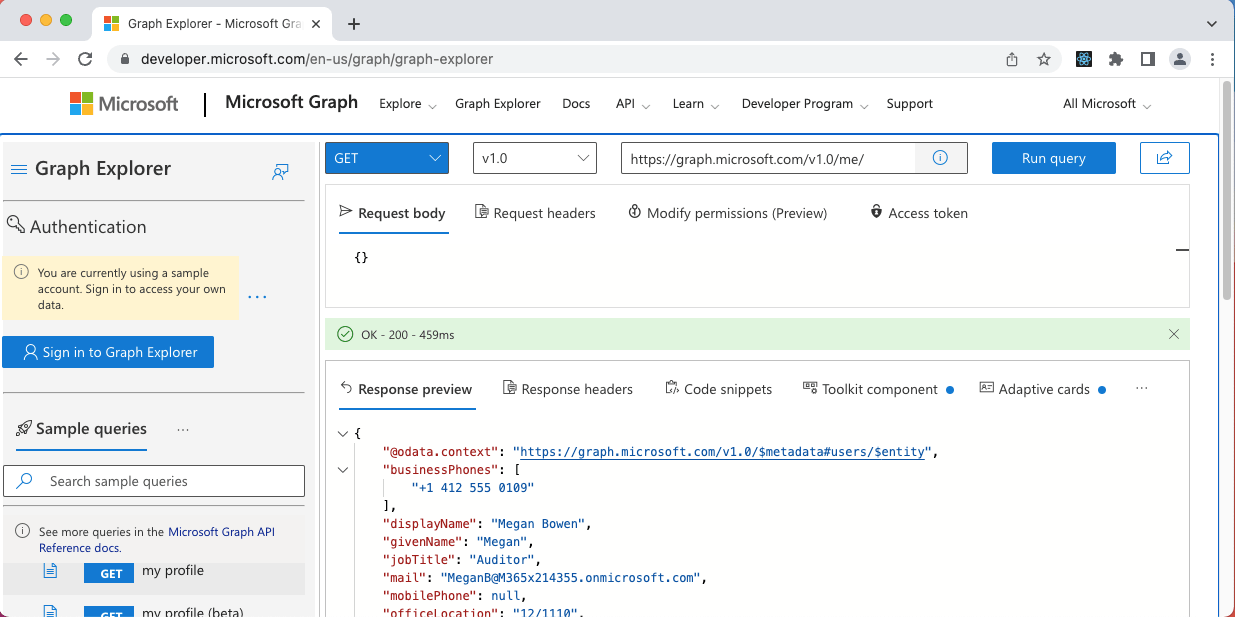 Graph Explorer - Microsoft Gra
developer.microsoft.com/en-us/graph/graph-explorer
Microsoft
Microsoft Graph
Explore
Graph Explorer
Docs
API
Learn
Developer Program
Support
All Microsoft
Graph Explorer
Authentication
You are currently using a sample
account. Sign in to access your own
data.
Sign in to Graph Explorer
Sample queries
Search sample queries
See more queries in the Microsoft Graph API
Reference docs.
GET my profile
GET my profile (beta)
GET
v1.0
https://graph.microsoft.com/v1.0/me/
Run query
Request body
Request headers
Modify permissions (Preview)
Access token
{}
OK - 200 - 459ms
Response preview
Response headers
Code snippets
Toolkit component
Adaptive cards
{
"@odata.context": "https://graph.microsoft.com/v1.0/$metadata#users/$entity",
"businessPhones": [
"+1 412 555 0109"
],
"displayName": "Megan Bowen",
"givenName": "Megan",
"jobTitle": "Auditor",
"mail": "MeganB@M365x214355.onmicrosoft.com",
"mobilePhone": null,
"officeLocation": "12/1110",